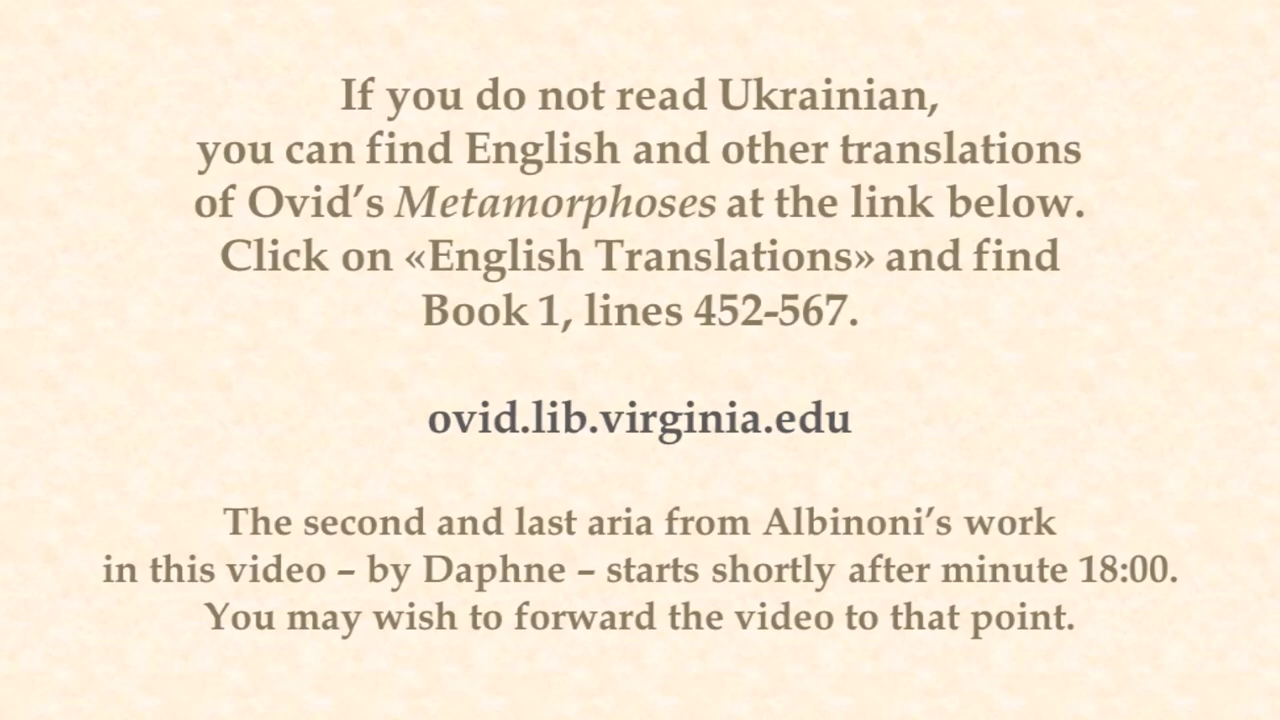 If you do not read Ukrainian,
you can find English and other translations
of Ovid’s Metamorphoses at the link below.
Click on «English Translations» and find
Book 1, lines 452-567.
ovid.lib.virginia.edu
The second and last aria from Albinoni’s work
in this video – by Daphne – starts shortly after minute 18:00.
You may wish to forward the video to that point.